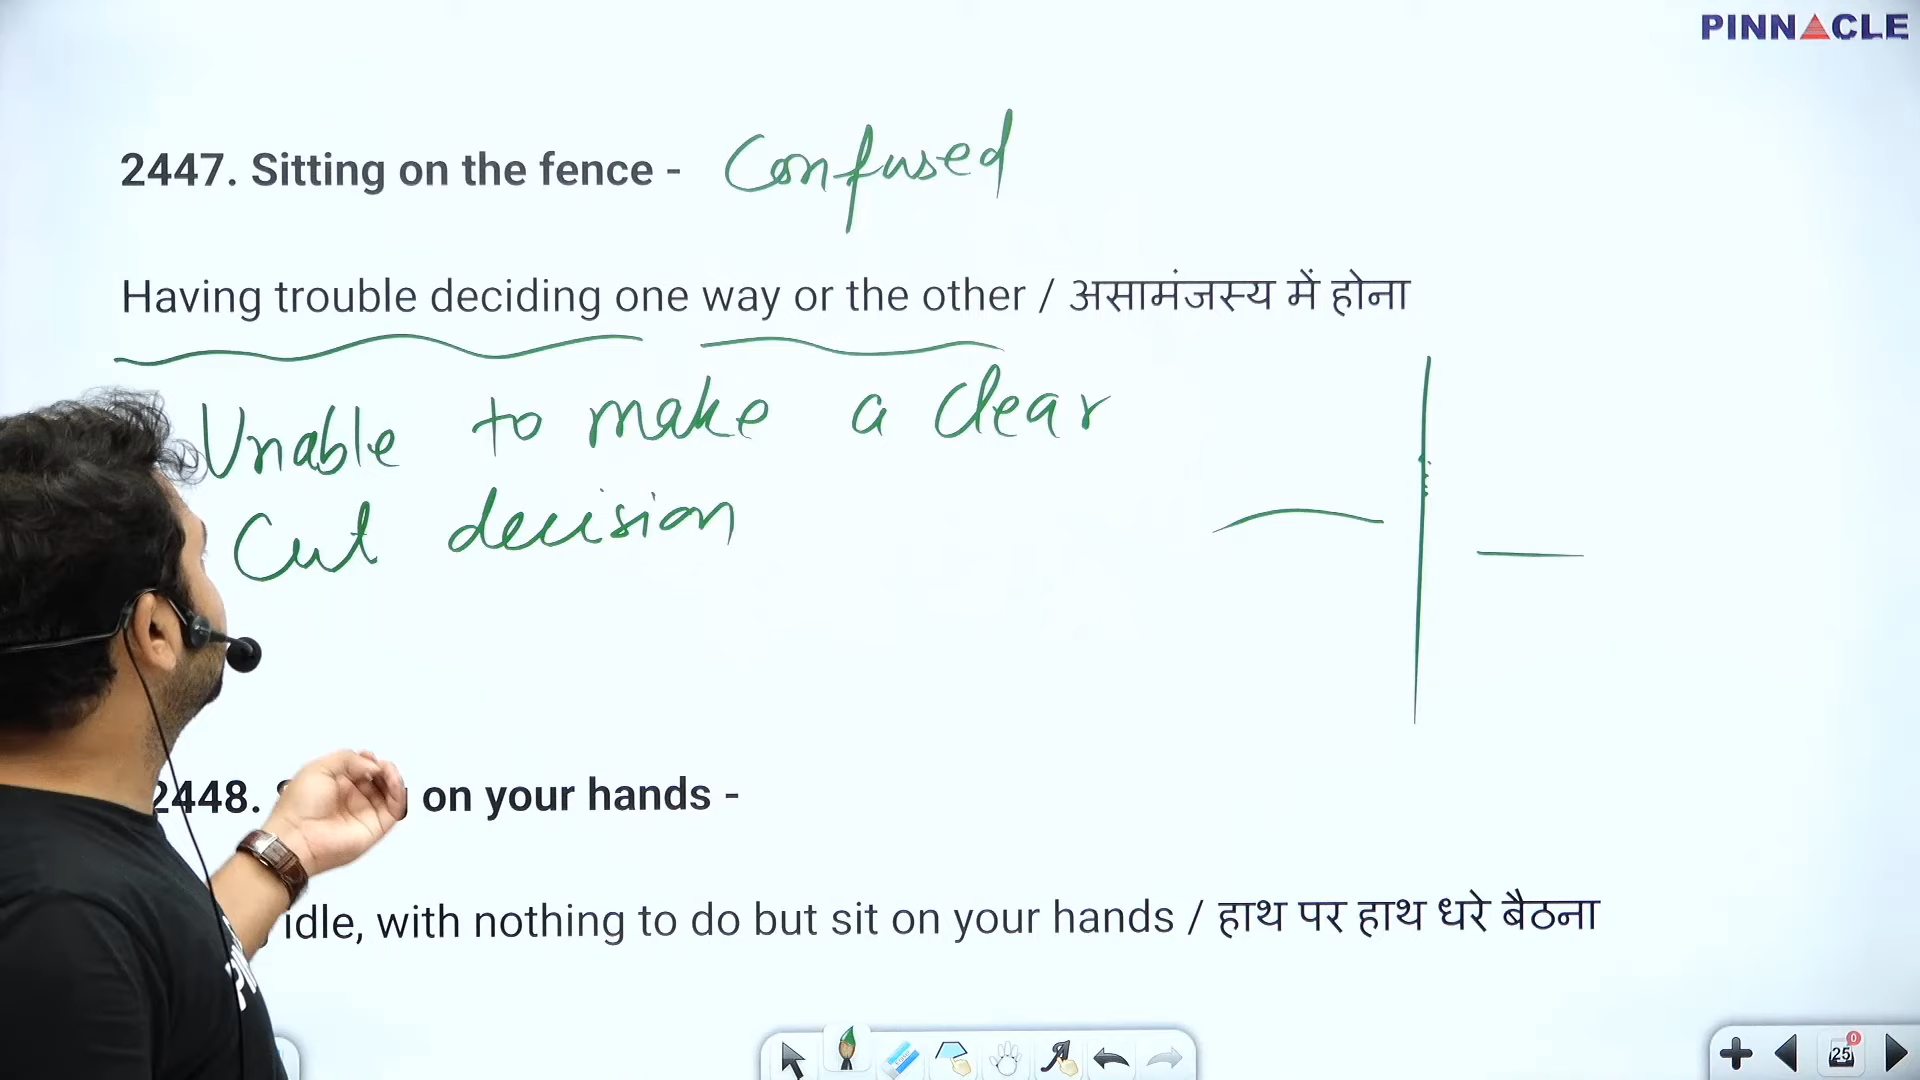 PINNACLE
2447. Sitting on the fence - Confused
Having trouble deciding one way or the other / असामंजस्य में होना
Unable to make a clear
Cut decision
2448. on your hands -
idle, with nothing to do but sit on your hands / हाथ पर हाथ धरे बैठना
25
0